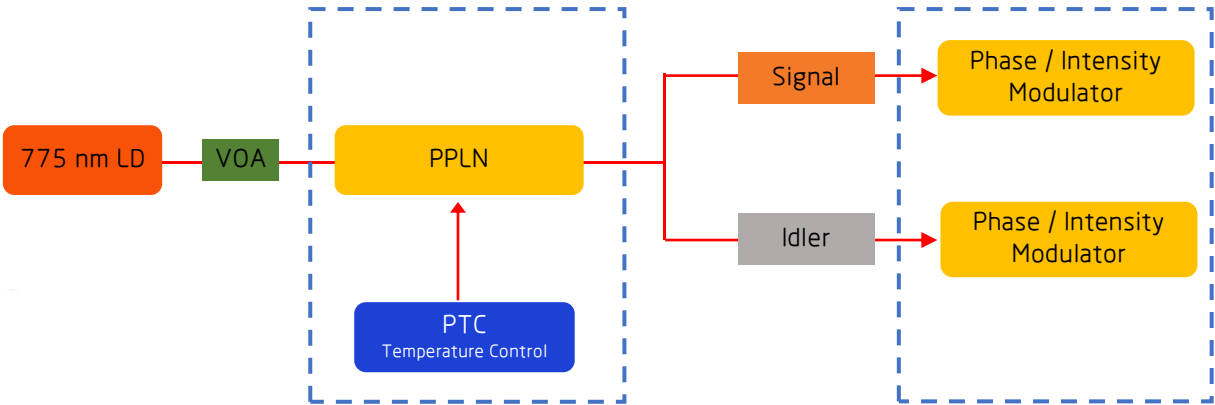 775 nm LD
VOA
PPLN
PTC
Temperature Control
Signal
Idler
Phase / Intensity
Modulator
Phase / Intensity
Modulator